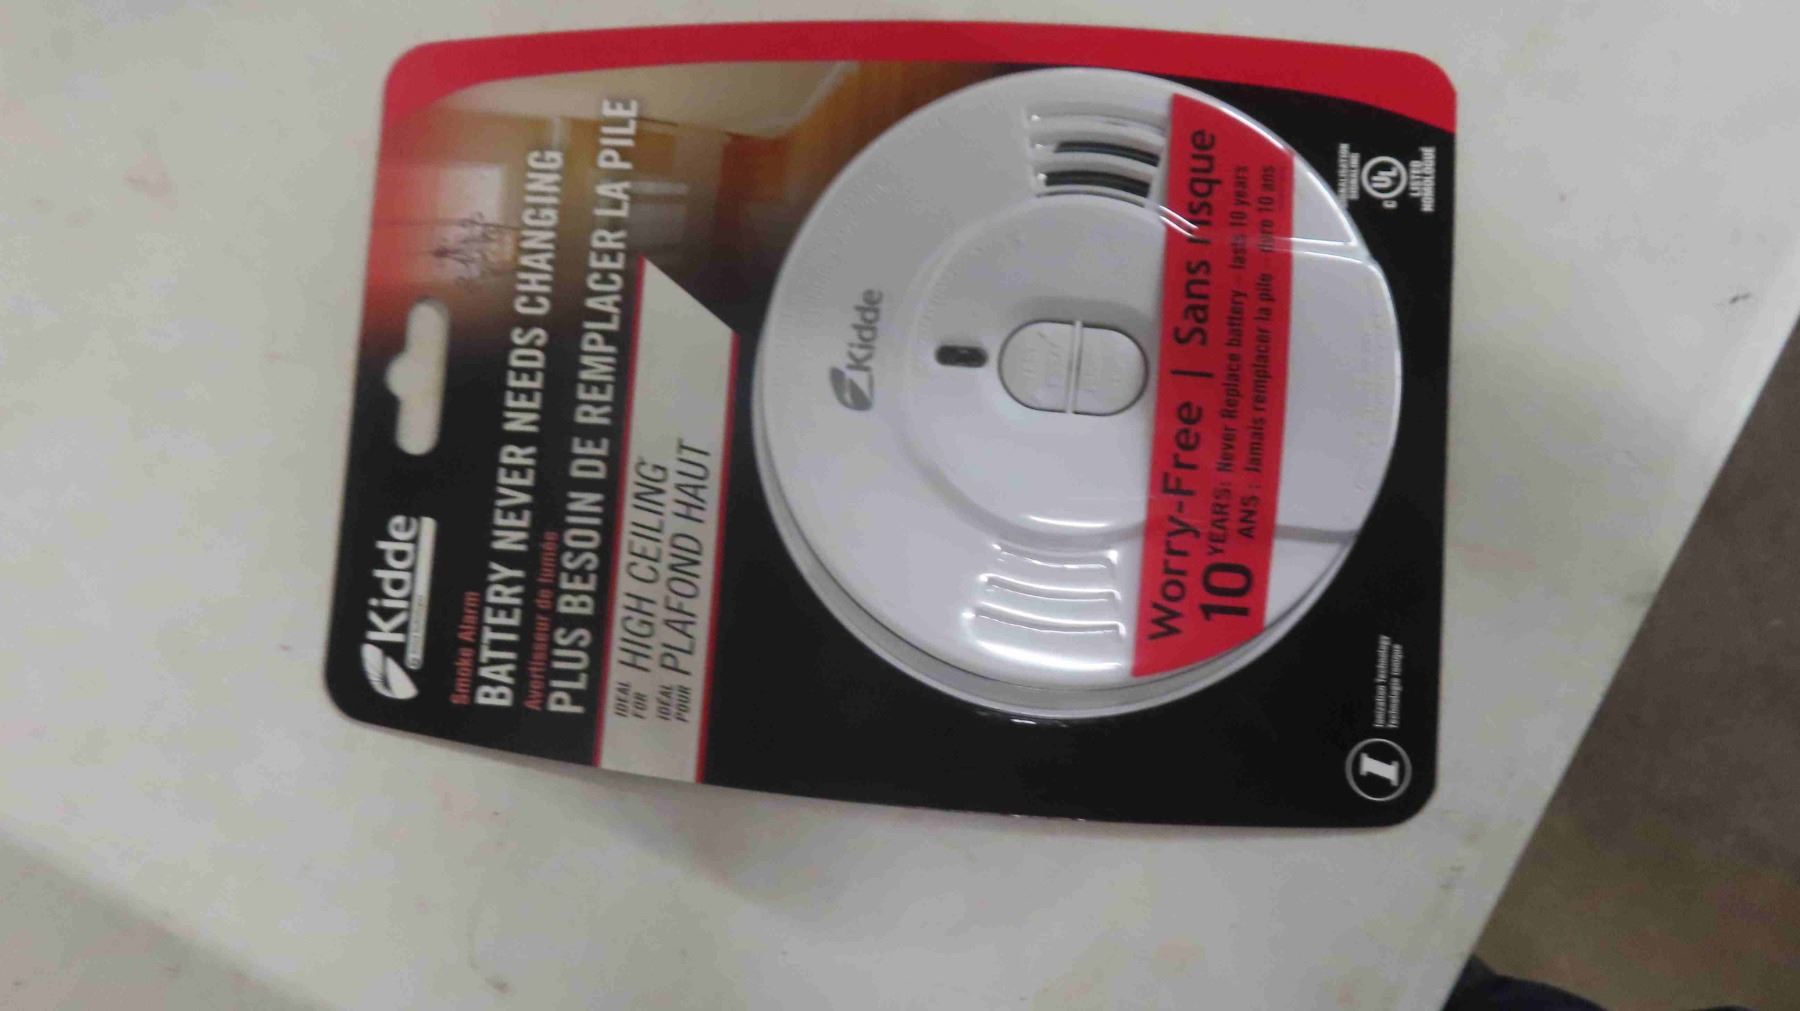 Kidde
Smoke Alarm
BATTERY NEVER NEEDS CHANGING
Avertisseur de fumée
PLUS BESOIN DE REMPLACER LA PILE
IDEAL FOR HIGH CEILING
IDÉAL POUR PLAFOND HAUT
Kidde
Worry-Free | Sans risque
10 YEARS: Never Replace battery - lasts 10 years
ANS : Jamais remplacer la pile - dure 10 ans
I
Ionization Technology
Technologie ionique
C UL
LISTED
HOMOLOGUÉ